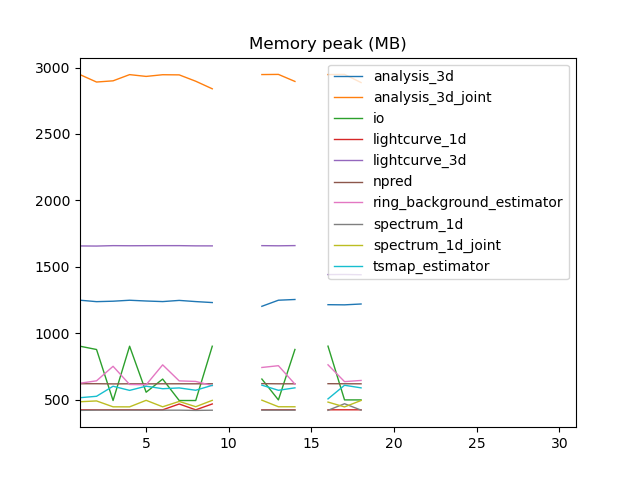 Memory peak (MB)
3000
2500
2000
1500
1000
500
analysis_3d
analysis_3d_joint
io
lightcurve_1d
lightcurve_3d
npred
ring_background_estimator
spectrum_1d
spectrum_1d_joint
tsmap_estimator
5 10 15 20 25 30